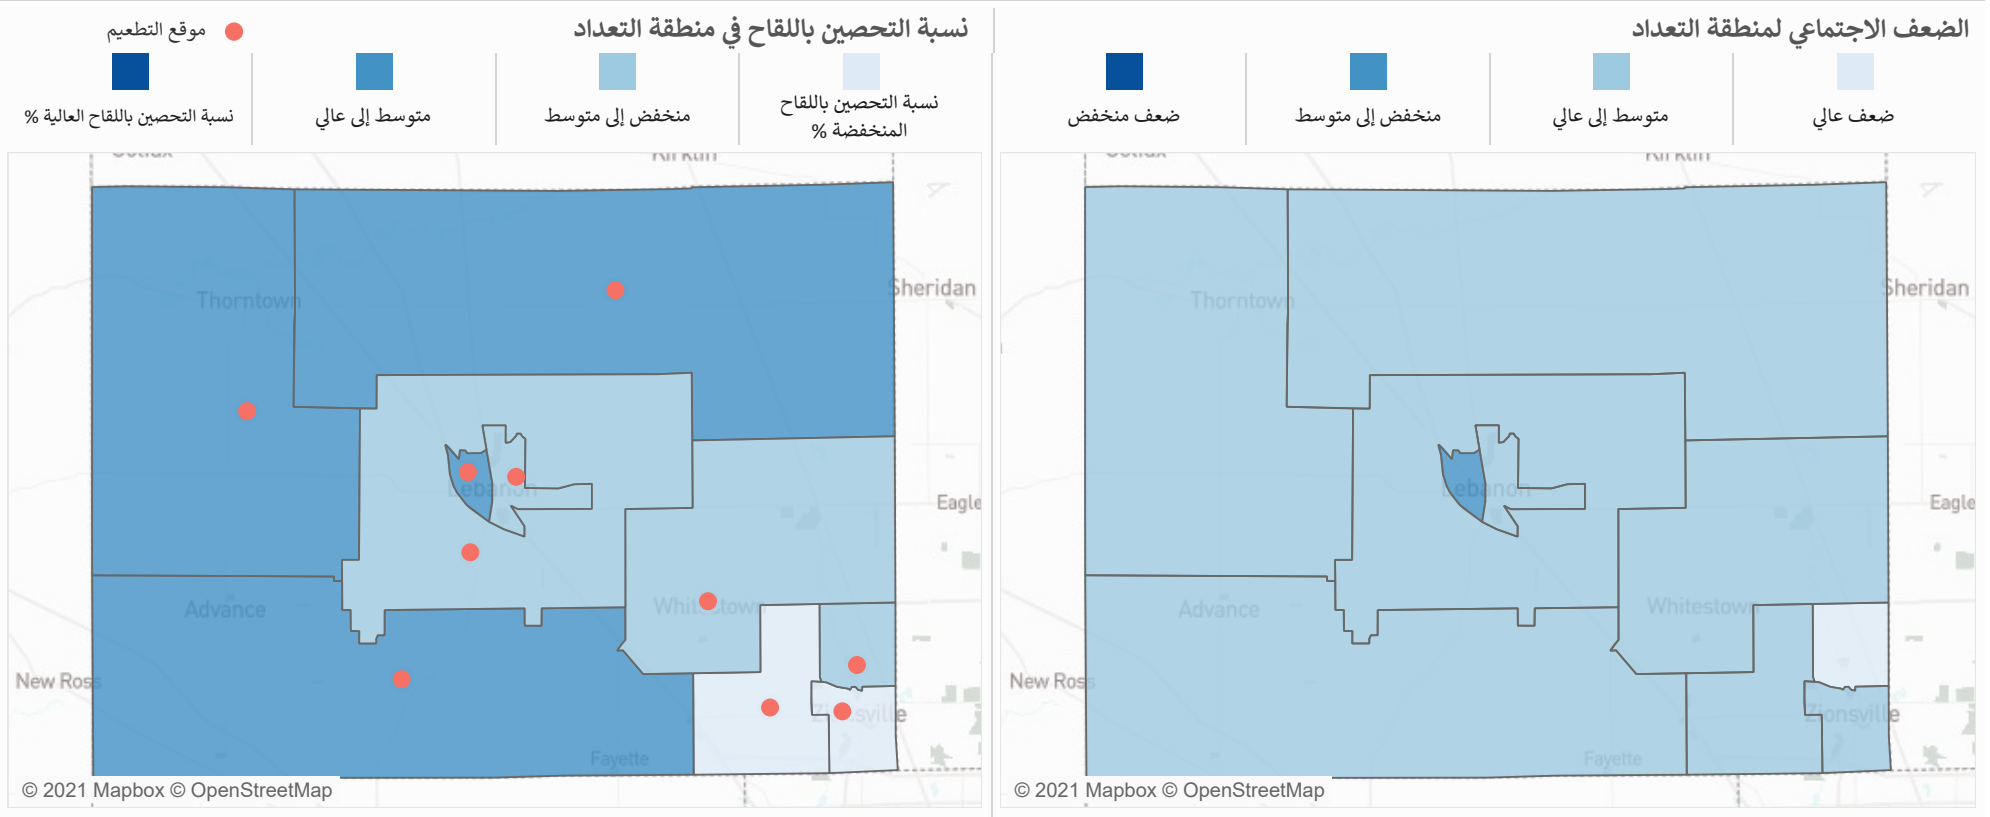 الضعف الاجتماعي لمنطقة التعداد
ضعف عالي
متوسط إلى عالي
منخفض إلى متوسط
ضعف منخفض
Kirklin
Thorntown
Sheridan
Lebanon
Eagle
Advance
Whitestown
New Ross
Zionsville
Fayette
© 2021 Mapbox © OpenStreetMap
نسبة التحصين باللقاح في منطقة التعداد
موقع التطعيم
نسبة التحصين باللقاح
المنخفضة %
منخفض إلى متوسط
متوسط إلى عالي
نسبة التحصين باللقاح العالية %
Kirklin
Thorntown
Sheridan
Lebanon
Eagle
Advance
New Ross
Fayette
© 2021 Mapbox © OpenStreetMap